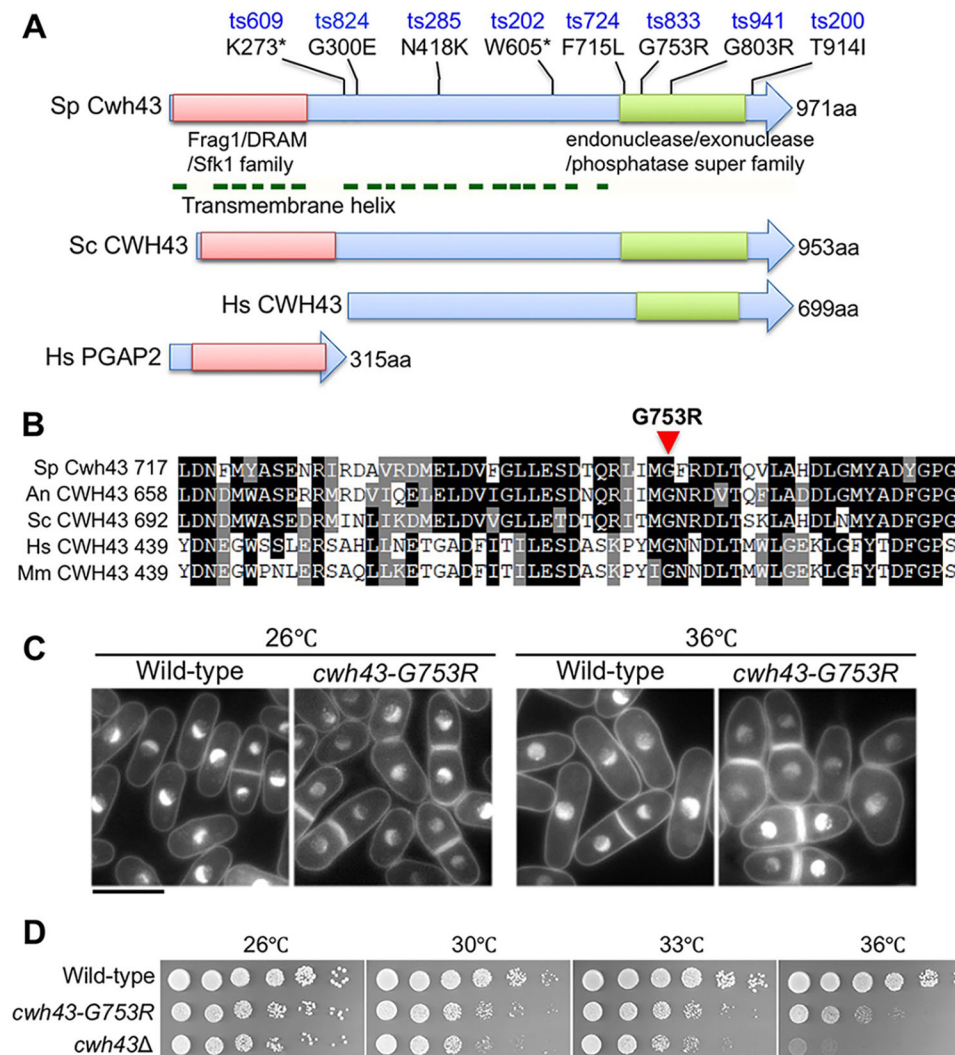 A
ts609 ts824 ts285 ts202 ts724 ts833 ts941 ts200
K273* G300E N418K W605* F715L G753R G803R T914I
Sp Cwh43 971aa
Frag1/DRAM
/Sfk1 family
endonuclease/exonuclease
/phosphatase super family
Transmembrane helix
Sc CWH43 953aa
Hs CWH43 699aa
Hs PGAP2 315aa
B
G753R
Sp Cwh43 717 LDNFMYASENRIRDAVRDMELDVFGLLESDTQRLIMGFRDLTQVLAHDLGMYADYGPG
An CWH43 658 LDNDMWASERRMRDVIQELELDVIGLLESDNQRIIMGNRDVTQFLADDLGMYADFGPG
Sc CWH43 692 LDNDMWASEDRMINLIKDMELDVVGLLETDTQRITMGNRDLTSKLAHDLNMYADFGPG
Hs CWH43 439 YDNEGWSSLERSAHLLNETGADFITILESDASKPYMGNNDLTMWLGEKLGFYTDFGPS
Mm CWH43 439 YDNEGWPNLERSAQLLKETGADFITILESDASKPYIGNNDLTMWLGEKLGFYTDFGPS
C
26℃ 36℃
Wild-type cwh43-G753R Wild-type cwh43-G753R
D
26℃ 30℃ 33℃ 36℃
Wild-type
cwh43-G753R
cwh43Δ